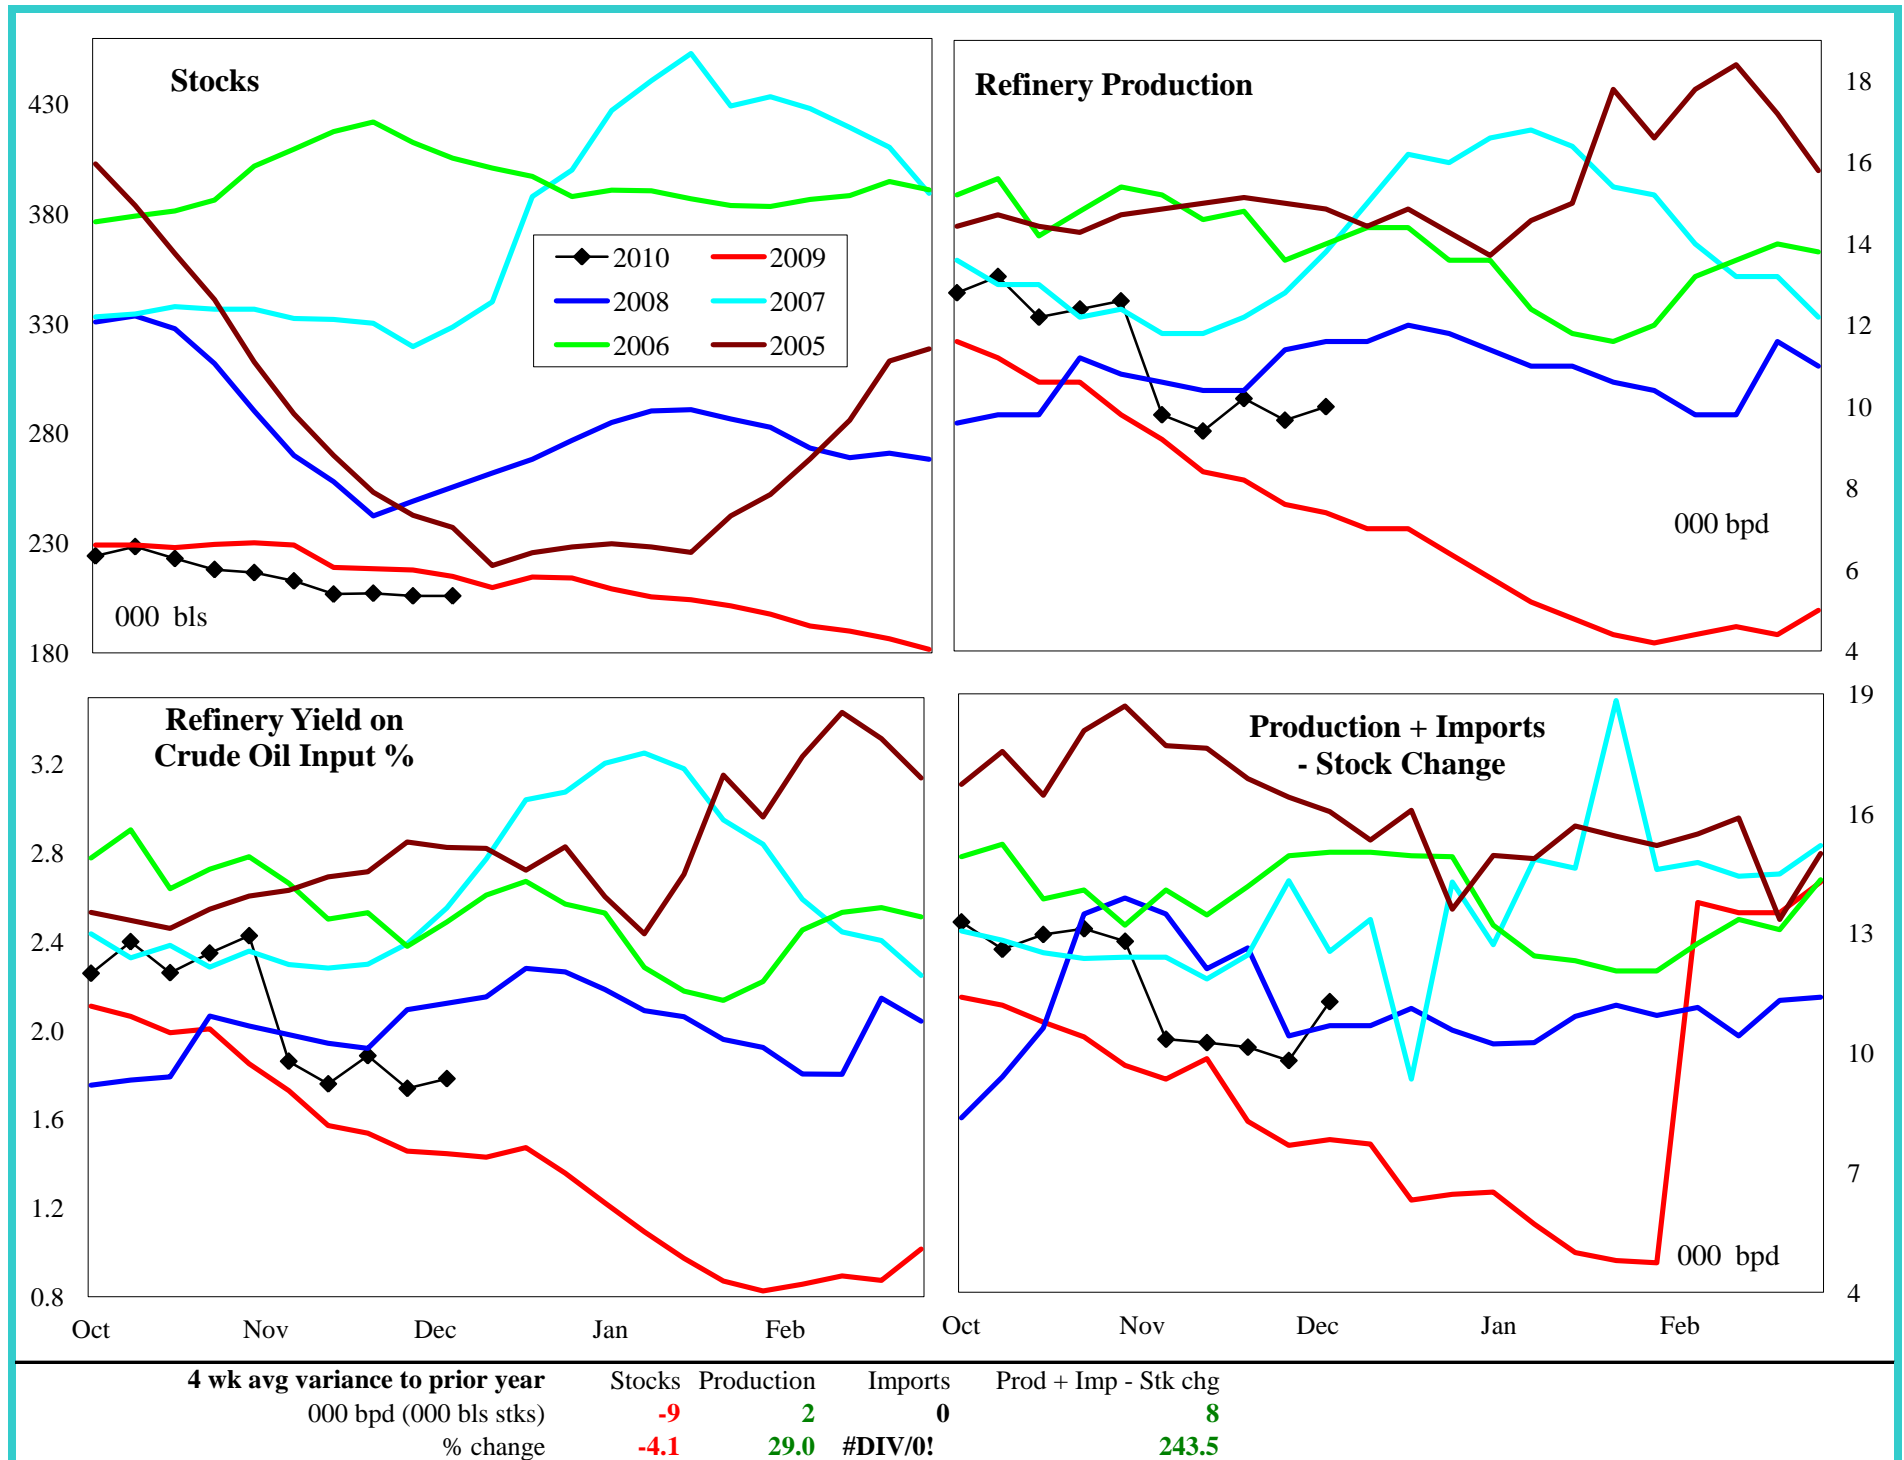 Stocks
430
380
330
280
230
180
000 bls
2010
2009
2008
2007
2006
2005
Refinery Production
18
16
14
12
10
8
6
4
000 bpd
Refinery Yield on
Crude Oil Input %
3.2
2.8
2.4
2.0
1.6
1.2
0.8
Oct Nov Dec Jan Feb
Production + Imports
- Stock Change
19
16
13
10
7
4
000 bpd
Oct Nov Dec Jan Feb
4 wk avg variance to prior year Stocks Production Imports Prod + Imp - Stk chg
000 bpd (000 bls stks) -9 2 0 8
% change -4.1 29.0 #DIV/0! 243.5